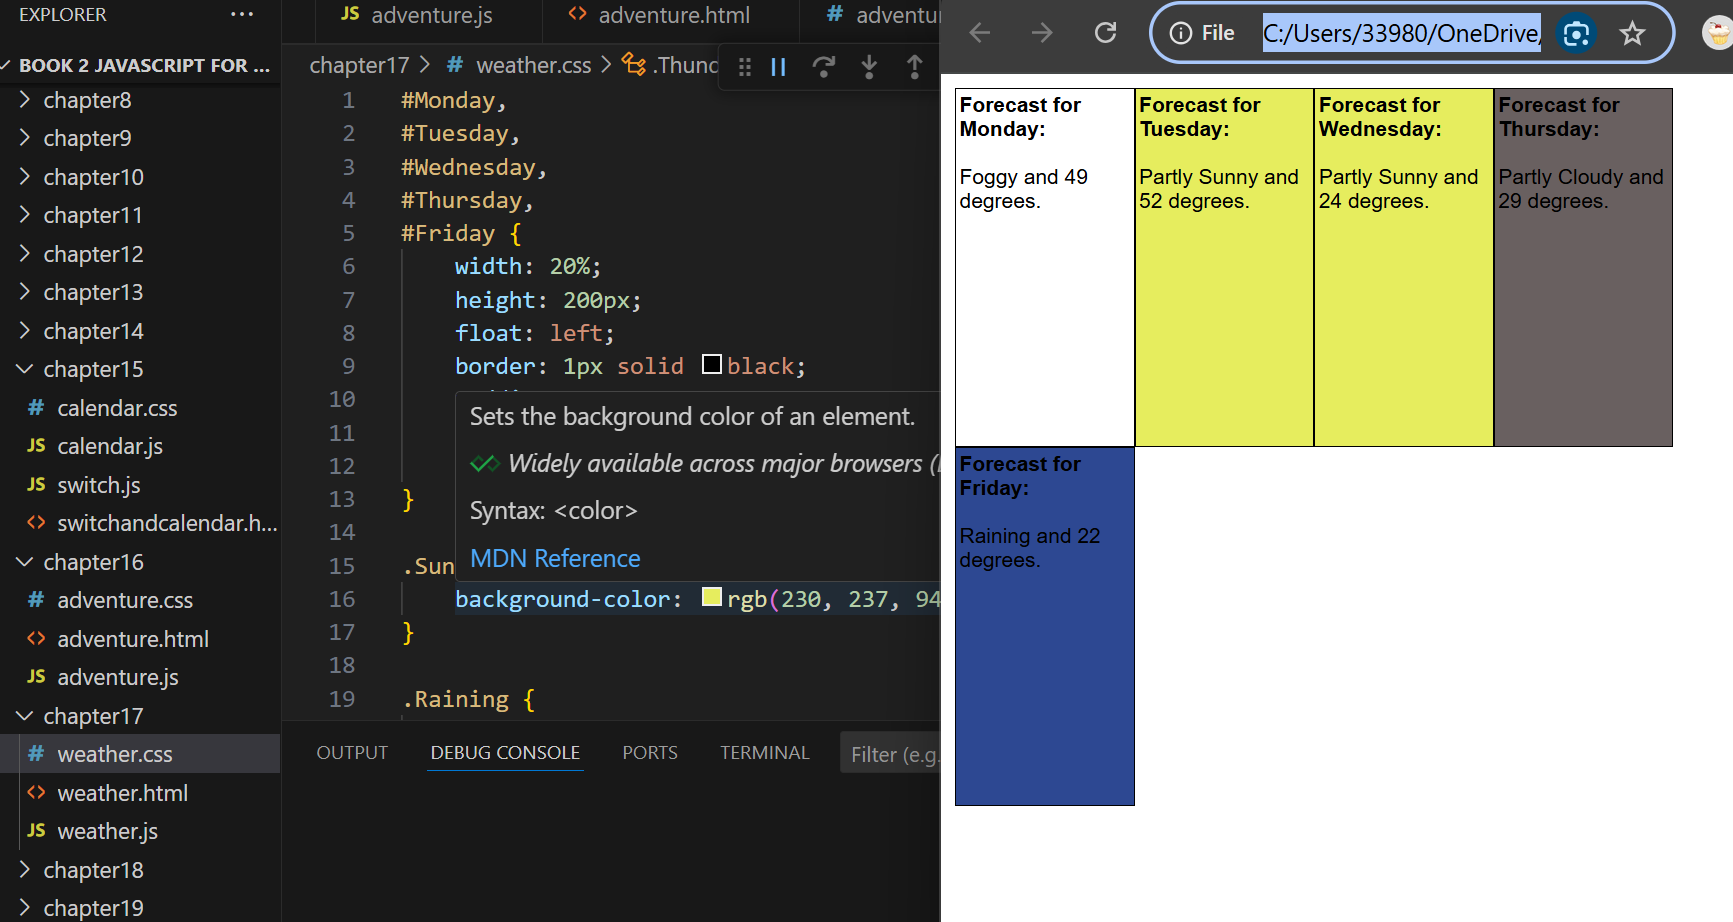 EXPLORER
BOOK 2 JAVASCRIPT FOR ...
chapter8
chapter9
chapter10
chapter11
chapter12
chapter13
chapter14
chapter15
calendar.css
calendar.js
switch.js
switchandcalendar.h...
chapter16
adventure.css
adventure.html
adventure.js
chapter17
weather.css
weather.html
weather.js
chapter18
chapter19
JS adventure.js <> adventure.html # adventu
chapter17 > # weather.css > .Thund
1 #Monday,
2 #Tuesday,
3 #Wednesday,
4 #Thursday,
5 #Friday {
6 width: 20%;
7 height: 200px;
8 float: left;
9 border: 1px solid black;
10
11
12
13 }
14
15 .Sun
16 background-color: rgb(230, 237, 94
17 }
18
19 .Raining {
Sets the background color of an element.
Widely available across major browsers (
Syntax: <color>
MDN Reference
OUTPUT DEBUG CONSOLE PORTS TERMINAL Filter (e.g.
File C:/Users/33980/OneDrive/
Forecast for
Monday:
Foggy and 49
degrees.
Forecast for
Tuesday:
Partly Sunny and
52 degrees.
Forecast for
Wednesday:
Partly Sunny and
24 degrees.
Forecast for
Thursday:
Partly Cloudy and
29 degrees.
Forecast for
Friday:
Raining and 22
degrees.